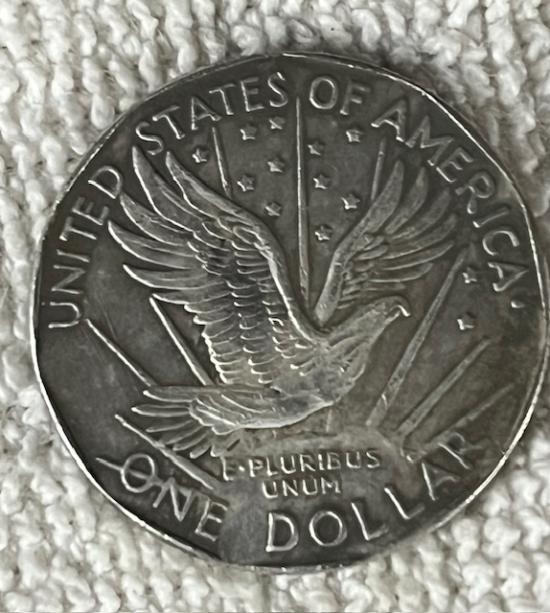 UNITED STATES OF AMERICA.
E·PLURIBUS
UNUM
ONE DOLLAR